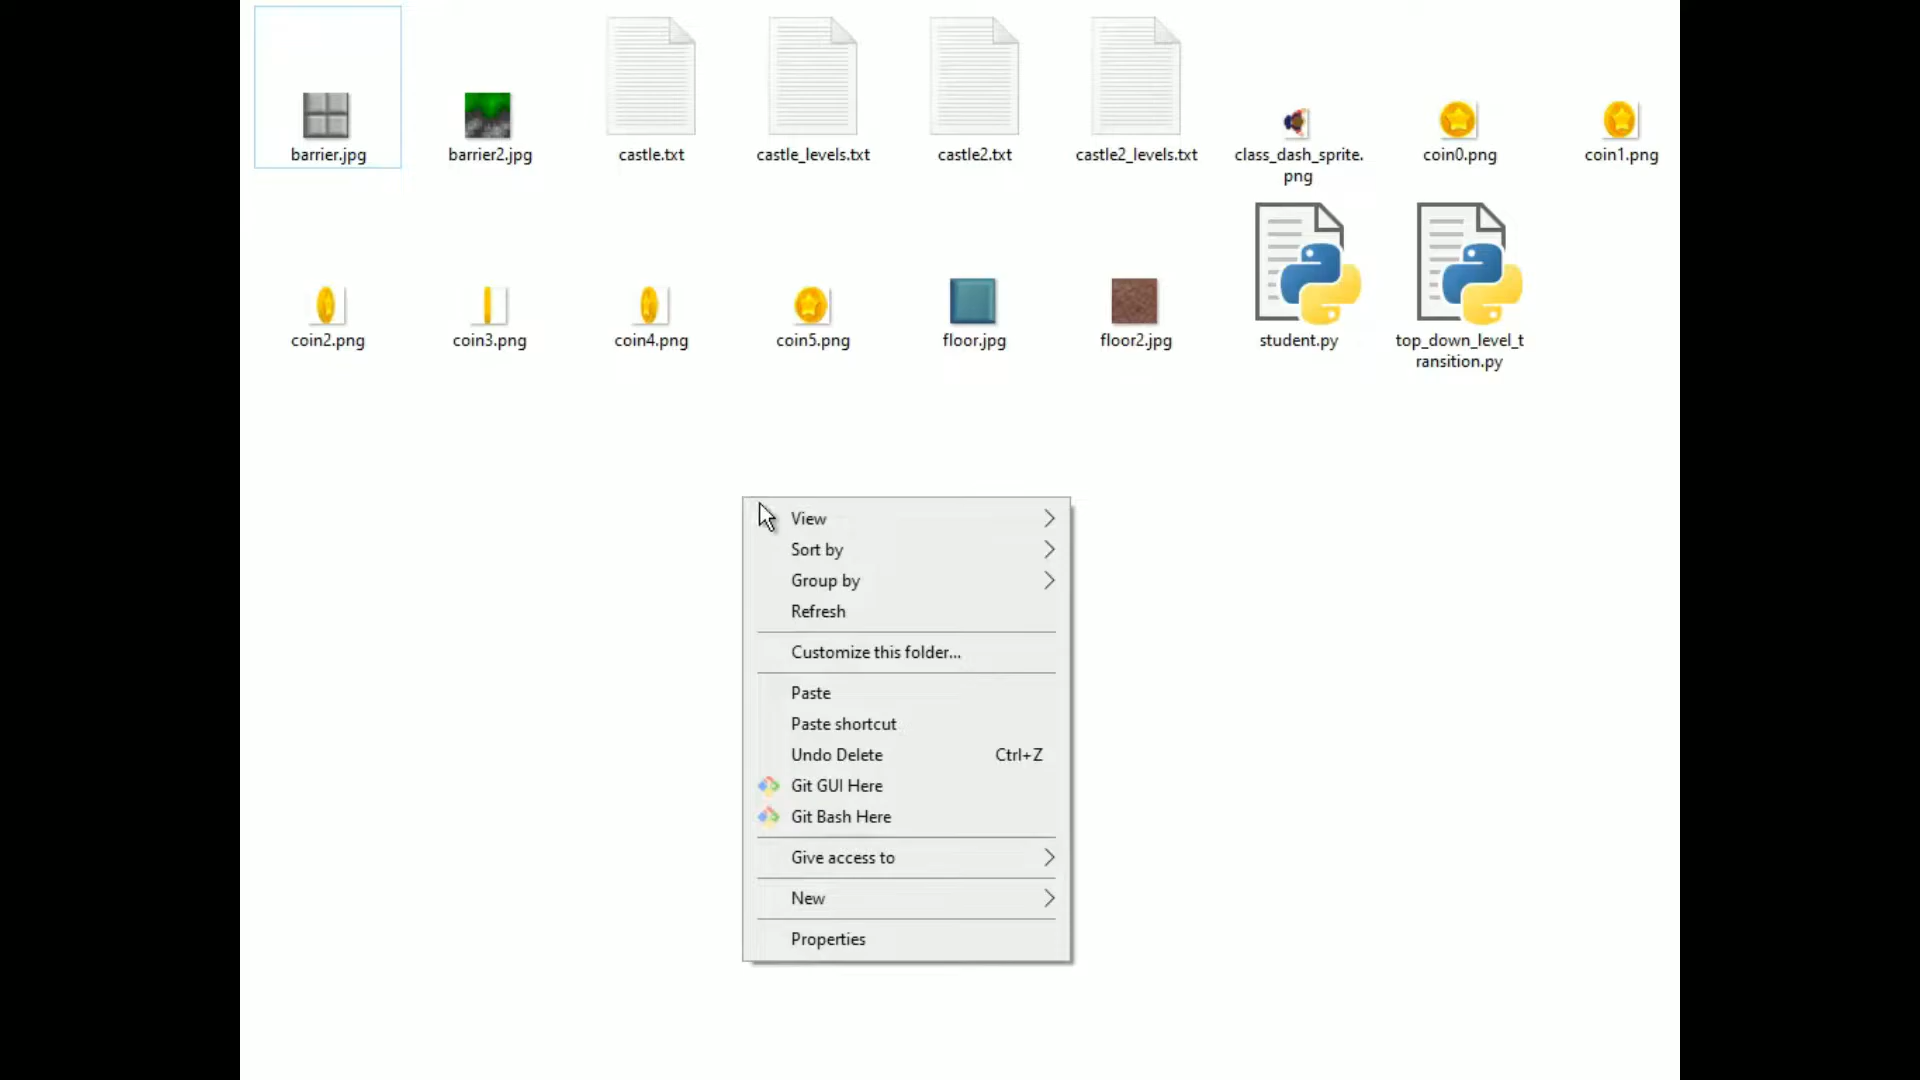 barrier.jpg
barrier2.jpg
castle.txt
castle_levels.txt
castle2.txt
castle2_levels.txt
class_dash_sprite.
png
coin0.png
coin1.png
coin2.png
coin3.png
coin4.png
coin5.png
floor.jpg
floor2.jpg
student.py
top_down_level_t
ransition.py
View
Sort by
Group by
Refresh
Customize this folder...
Paste
Paste shortcut
Undo Delete Ctrl+Z
Git GUI Here
Git Bash Here
Give access to
New
Properties